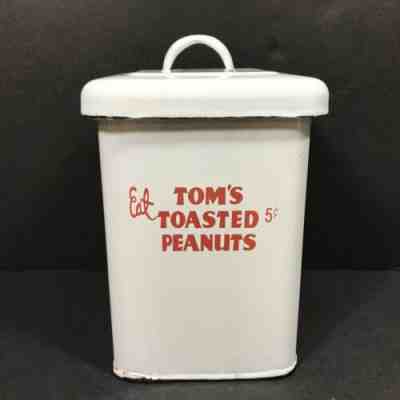 Eat TOM'S
TOASTED 5¢
PEANUTS